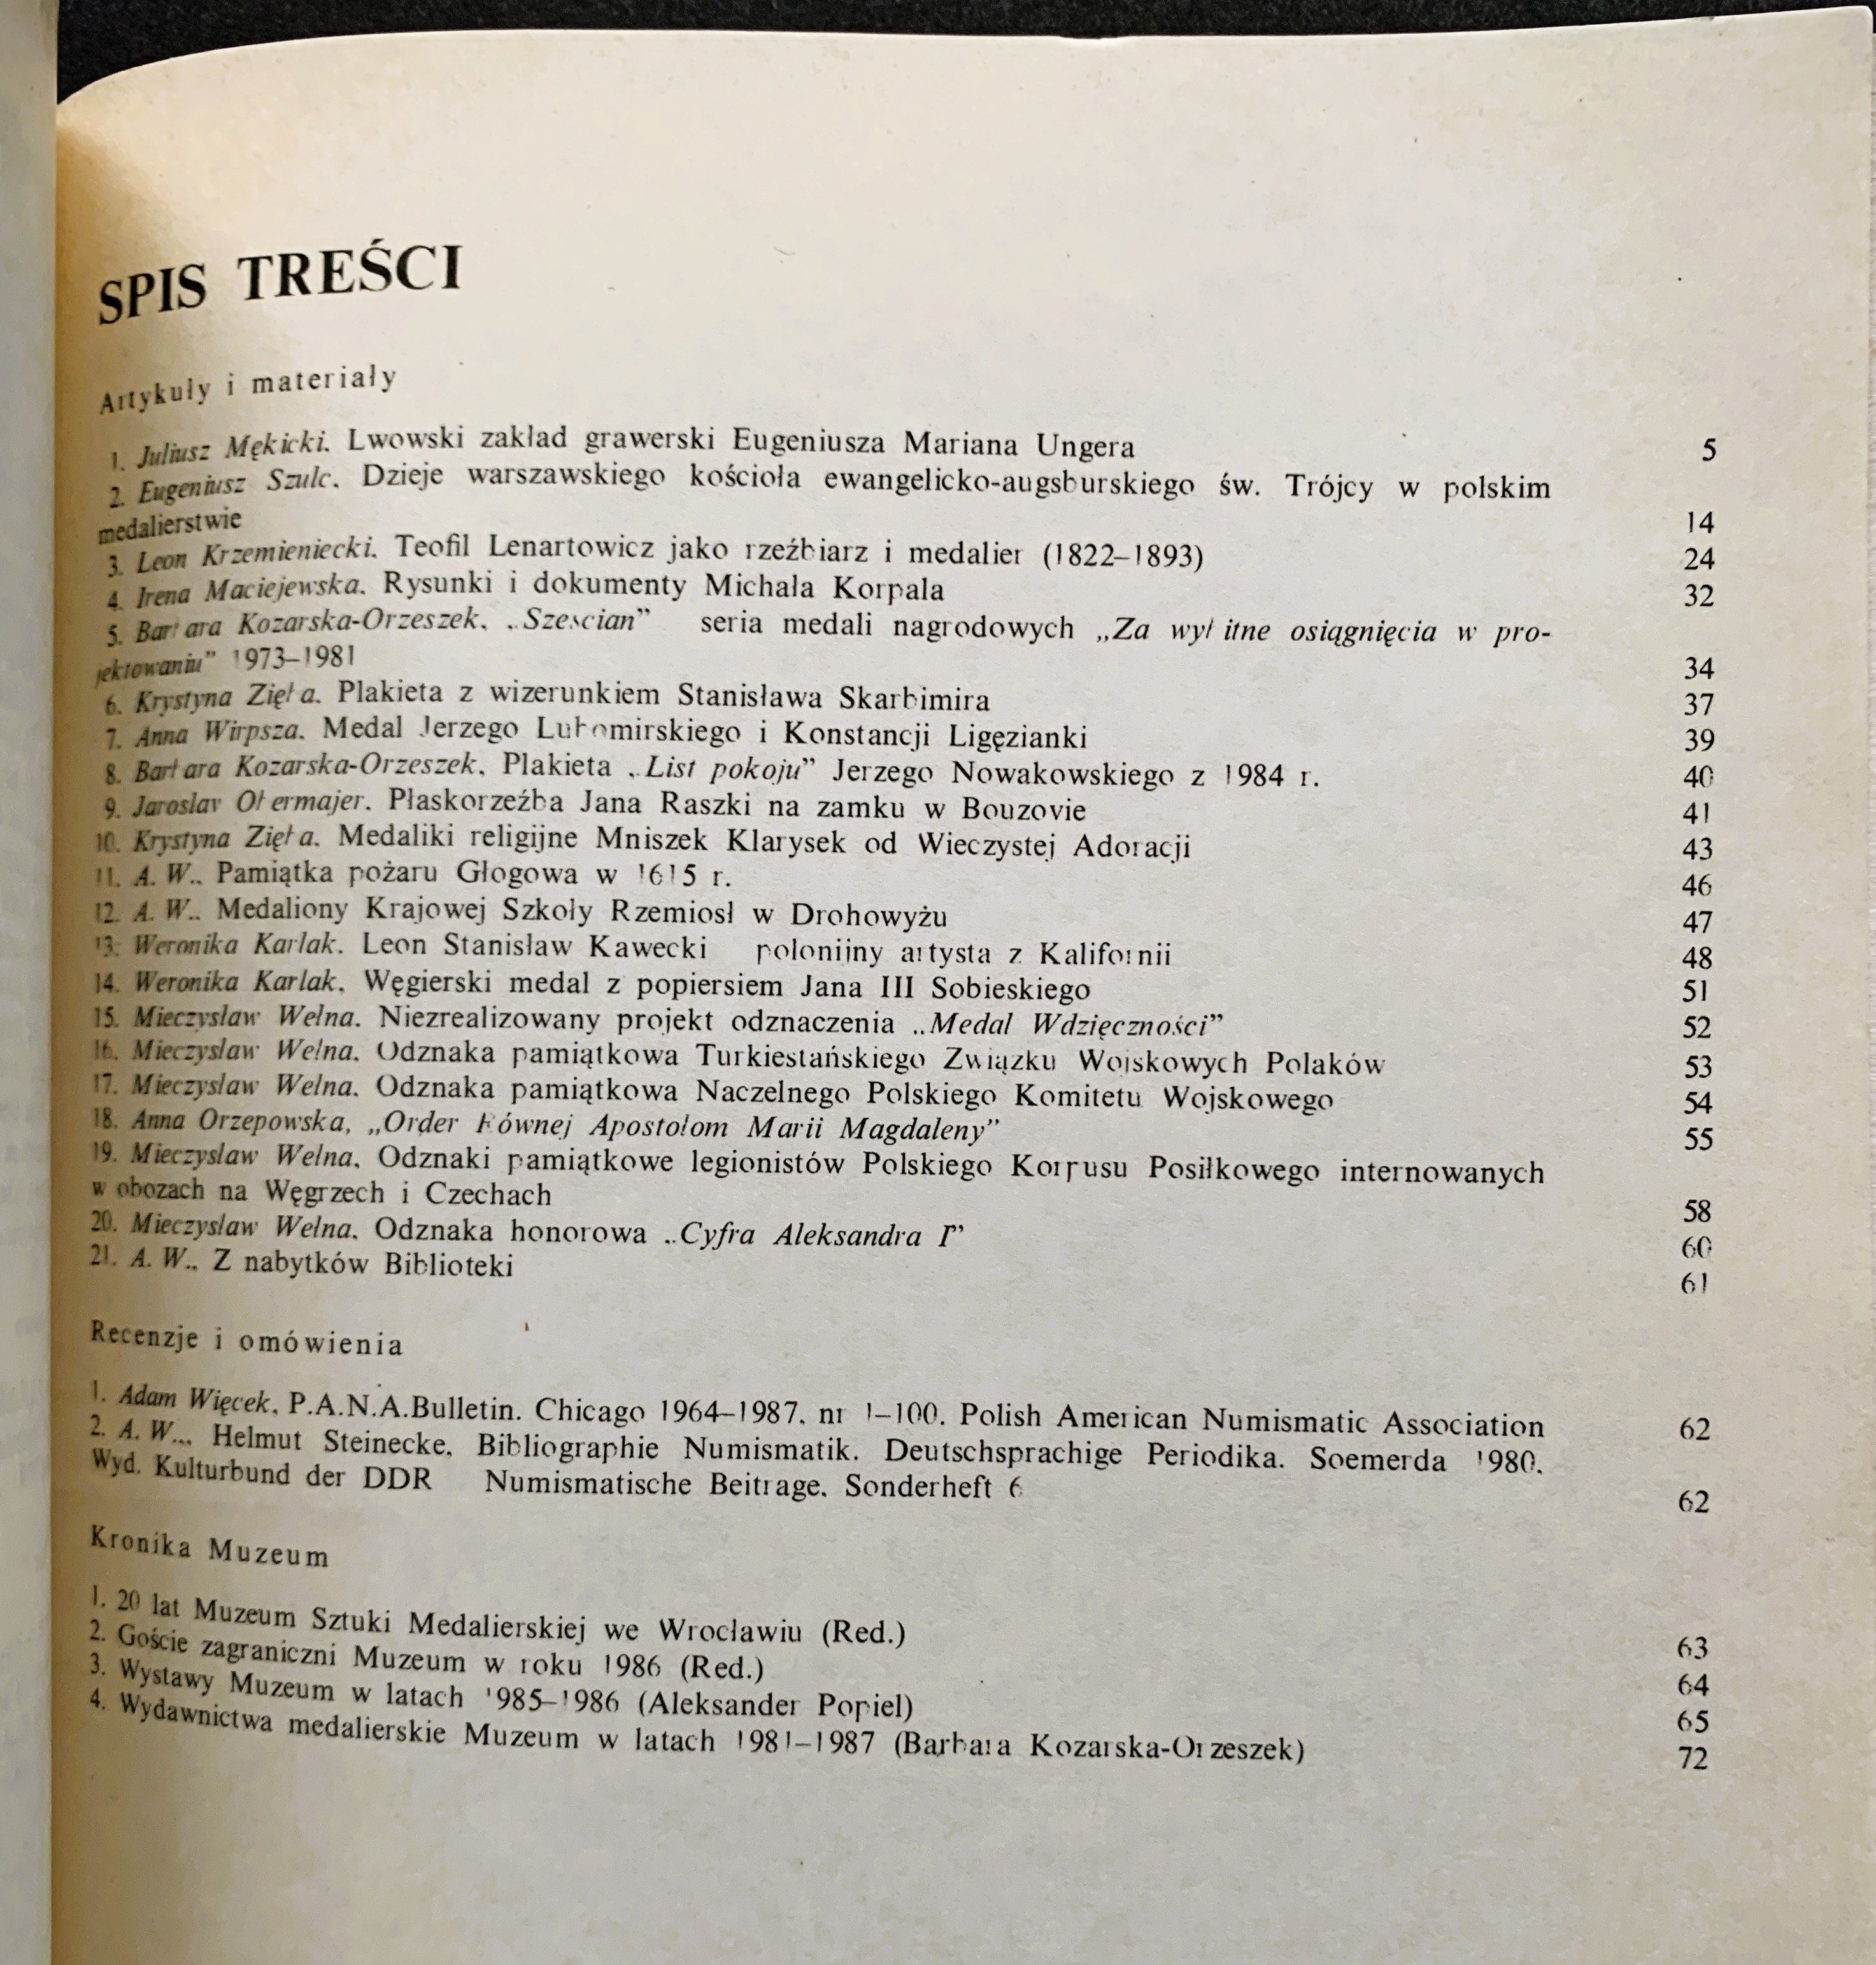 SPIS TREŚCI
Artykuły i materiały
1. Juliusz Mękicki. Lwowski zakład grawerski Eugeniusza Mariana Ungera 5
2. Eugeniusz Szulc. Dzieje warszawskiego kościoła ewangelicko-augsburskiego św. Trójcy w polskim
medalierstwie 14
3. Leon Krzemieniecki. Teofil Lenartowicz jako rzeźbiarz i medalier (1822–1893) 24
4. Irena Maciejewska. Rysunki i dokumenty Michała Korpala 32
5. Barbara Kozarska-Orzeszek. „Sześcian” seria medali nagrodowych „Za wybitne osiągnięcia w pro-
jektowaniu” 1973–1981 34
6. Krystyna Zięba. Plakieta z wizerunkiem Stanisława Skarbimira 37
7. Anna Wirpsza. Medal Jerzego Lubomirskiego i Konstancji Ligęzianki 39
8. Barbara Kozarska-Orzeszek. Plakieta „List pokoju” Jerzego Nowakowskiego z 1984 r. 40
9. Jaroslav Obermajer. Płaskorzeźba Jana Raszki na zamku w Bouzovie 41
10. Krystyna Zięba. Medaliki religijne Mniszek Klarysek od Wieczystej Adoracji 43
11. A. W.. Pamiątka pożaru Głogowa w 1615 r. 46
12. A. W.. Medaliony Krajowej Szkoły Rzemiosł w Drohowyżu 47
13. Weronika Karlak. Leon Stanisław Kawecki polonijny artysta z Kalifornii 48
14. Weronika Karlak. Węgierski medal z popiersiem Jana III Sobieskiego 51
15. Mieczysław Wełna. Niezrealizowany projekt odznaczenia „Medal Wdzięczności” 52
16. Mieczysław Wełna. Odznaka pamiątkowa Turkiestańskiego Związku Wojskowych Polaków 53
17. Mieczysław Wełna. Odznaka pamiątkowa Naczelnego Polskiego Komitetu Wojskowego 54
18. Anna Orzepowska, „Order Równej Apostołom Marii Magdaleny” 55
19. Mieczysław Wełna. Odznaki pamiątkowe legionistów Polskiego Korpusu Posiłkowego internowanych
w obozach na Węgrzech i Czechach 58
20. Mieczysław Wełna. Odznaka honorowa „Cyfra Aleksandra I” 60
21. A. W.. Z nabytków Biblioteki 61
Recenzje i omówienia
1. Adam Więcek. P.A.N.A.Bulletin. Chicago 1964–1987. nr 1–100. Polish American Numismatic Association 62
2. A. W... Helmut Steinecke. Bibliographie Numismatik. Deutschsprachige Periodika. Soemerda 1980.
Wyd. Kulturbund der DDR Numismatische Beitrage. Sonderheft 6 62
Kronika Muzeum
1. 20 lat Muzeum Sztuki Medalierskiej we Wrocławiu (Red.) 63
2. Goście zagraniczni Muzeum w roku 1986 (Red.) 64
3. Wystawy Muzeum w latach 1985–1986 (Aleksander Popiel) 65
4. Wydawnictwa medalierskie Muzeum w latach 1981–1987 (Barbara Kozarska-Orzeszek) 72